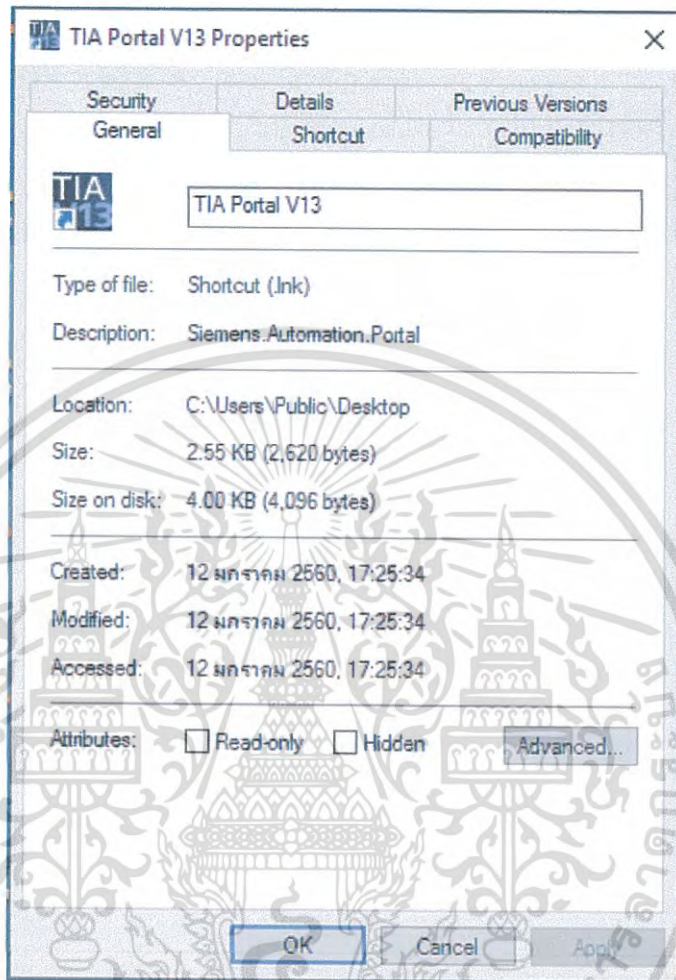 TIA Portal V13 Properties
Security Details Previous Versions
General Shortcut Compatibility
TIA
13
TIA Portal V13
Type of file: Shortcut (.lnk)
Description: Siemens.Automation.Portal
Location: C:\Users\Public\Desktop
Size: 2.55 KB (2,620 bytes)
Size on disk: 4.00 KB (4,096 bytes)
Created: 12 มกราคม 2560, 17:25:34
Modified: 12 มกราคม 2560, 17:25:34
Accessed: 12 มกราคม 2560, 17:25:34
Attributes: Read-only Hidden Advanced...
OK Cancel Apply